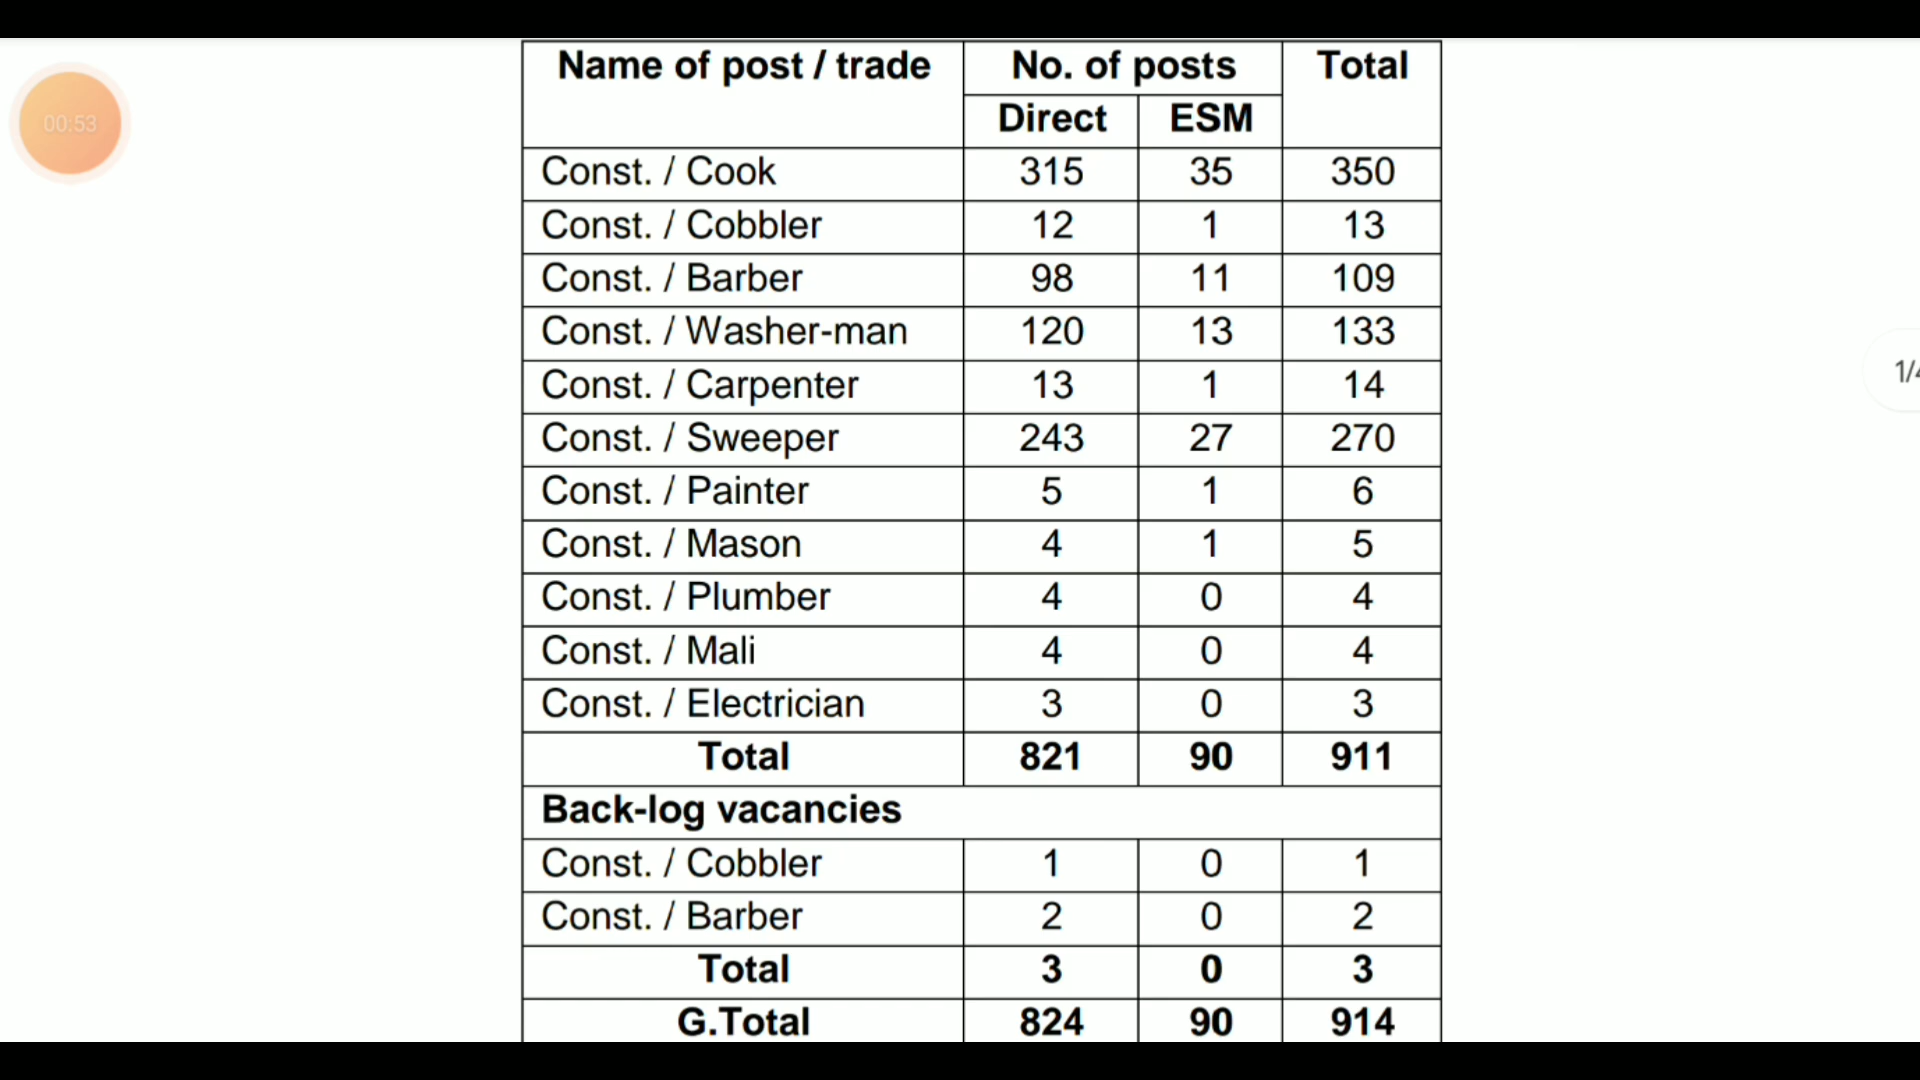 Name of post / trade No. of posts Total
Direct ESM
Const. / Cook 315 35 350
Const. / Cobbler 12 1 13
Const. / Barber 98 11 109
Const. / Washer-man 120 13 133
Const. / Carpenter 13 1 14
Const. / Sweeper 243 27 270
Const. / Painter 5 1 6
Const. / Mason 4 1 5
Const. / Plumber 4 0 4
Const. / Mali 4 0 4
Const. / Electrician 3 0 3
Total 821 90 911
Back-log vacancies
Const. / Cobbler 1 0 1
Const. / Barber 2 0 2
Total 3 0 3
G.Total 824 90 914
00:53
1/4